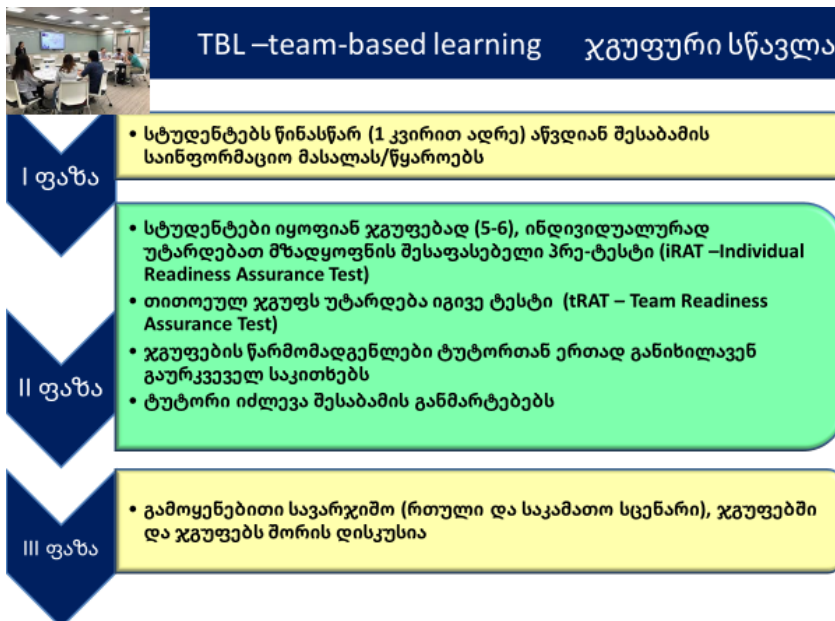 TBL –team-based learning ჯგუფური სწავლა
I ფაზა
• სტუდენტებს წინასწარ (1 კვირით ადრე) აწვდიან შესაბამის
საინფორმაციო მასალას/წყაროებს
II ფაზა
• სტუდენტები იყოფიან ჯგუფებად (5-6), ინდივიდუალურად
უტარდებათ მზადყოფნის შესაფასებელი პრე-ტესტი (iRAT –Individual
Readiness Assurance Test)
• თითოეულ ჯგუფს უტარდება იგივე ტესტი (tRAT – Team Readiness
Assurance Test)
• ჯგუფების წარმომადგენლები ტუტორთან ერთად განიხილავენ
გაურკვეველ საკითხებს
• ტუტორი იძლევა შესაბამის განმარტებებს
III ფაზა
• გამოყენებითი სავარჯიშო (რთული და საკამათო სცენარი), ჯგუფებში
და ჯგუფებს შორის დისკუსია